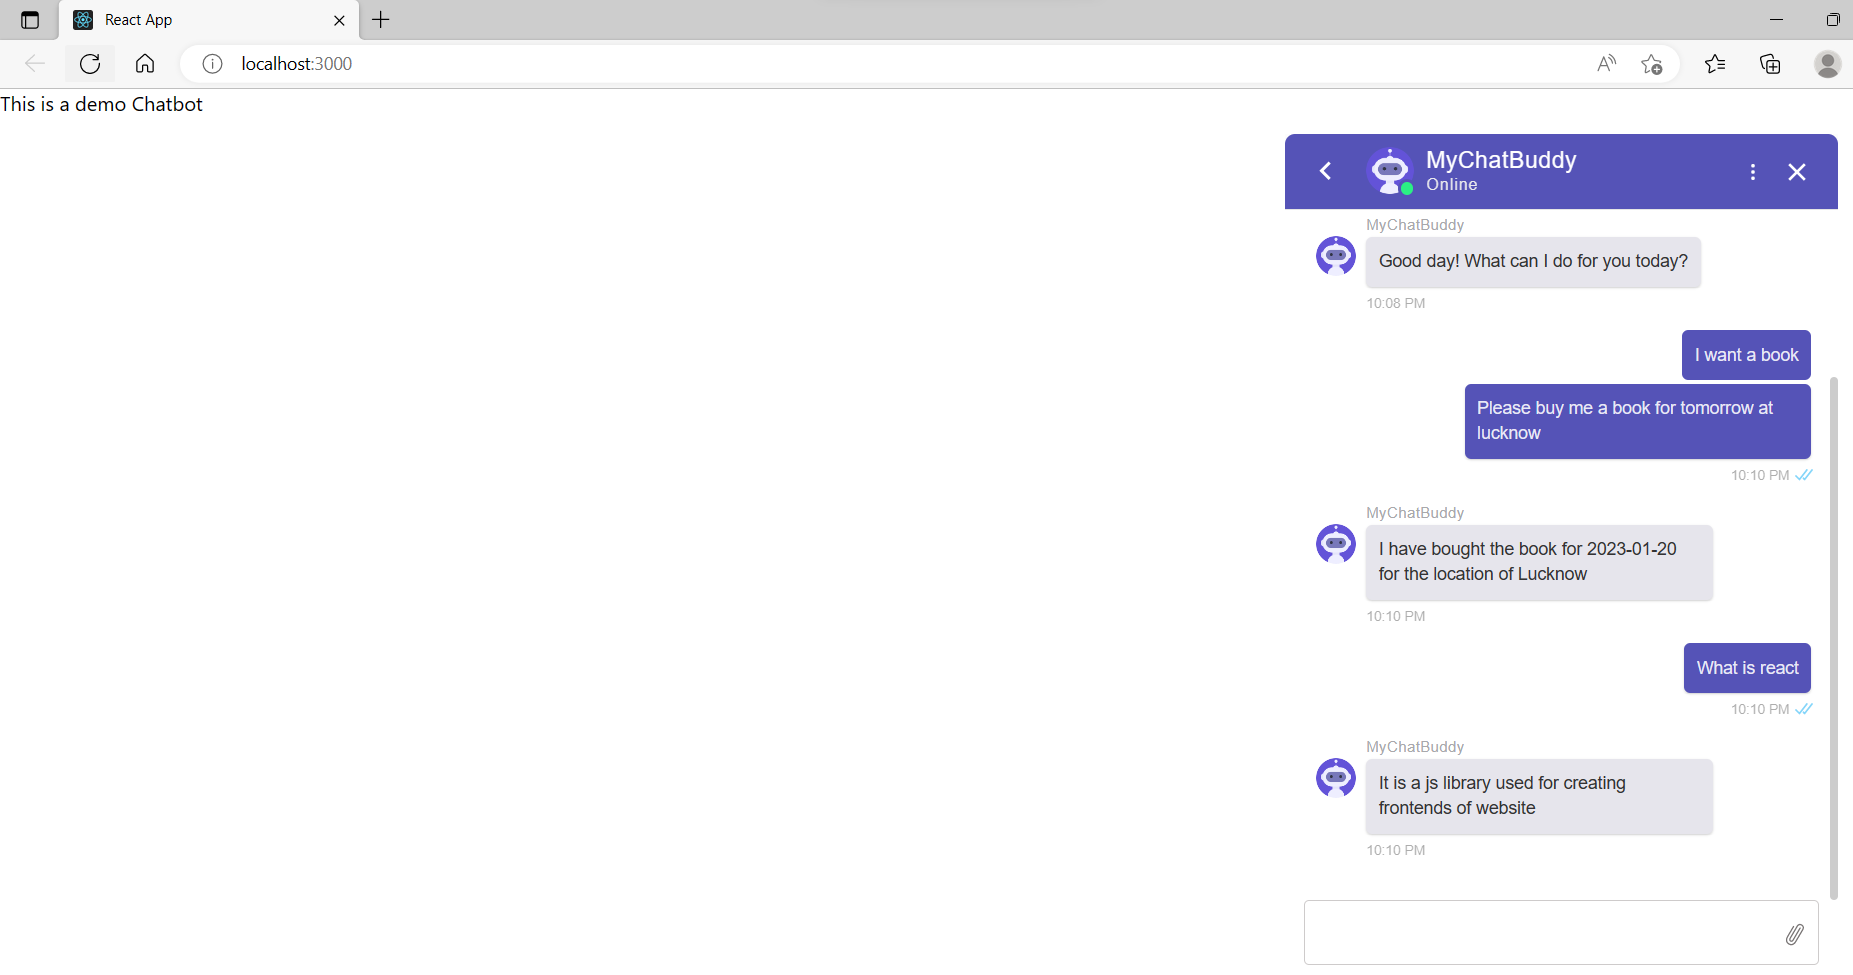 React App
localhost:3000
This is a demo Chatbot
MyChatBuddy
Online
MyChatBuddy
Good day! What can I do for you today?
10:08 PM
I want a book
Please buy me a book for tomorrow at
lucknow
10:10 PM
MyChatBuddy
I have bought the book for 2023-01-20
for the location of Lucknow
10:10 PM
What is react
10:10 PM
MyChatBuddy
It is a js library used for creating
frontends of website
10:10 PM